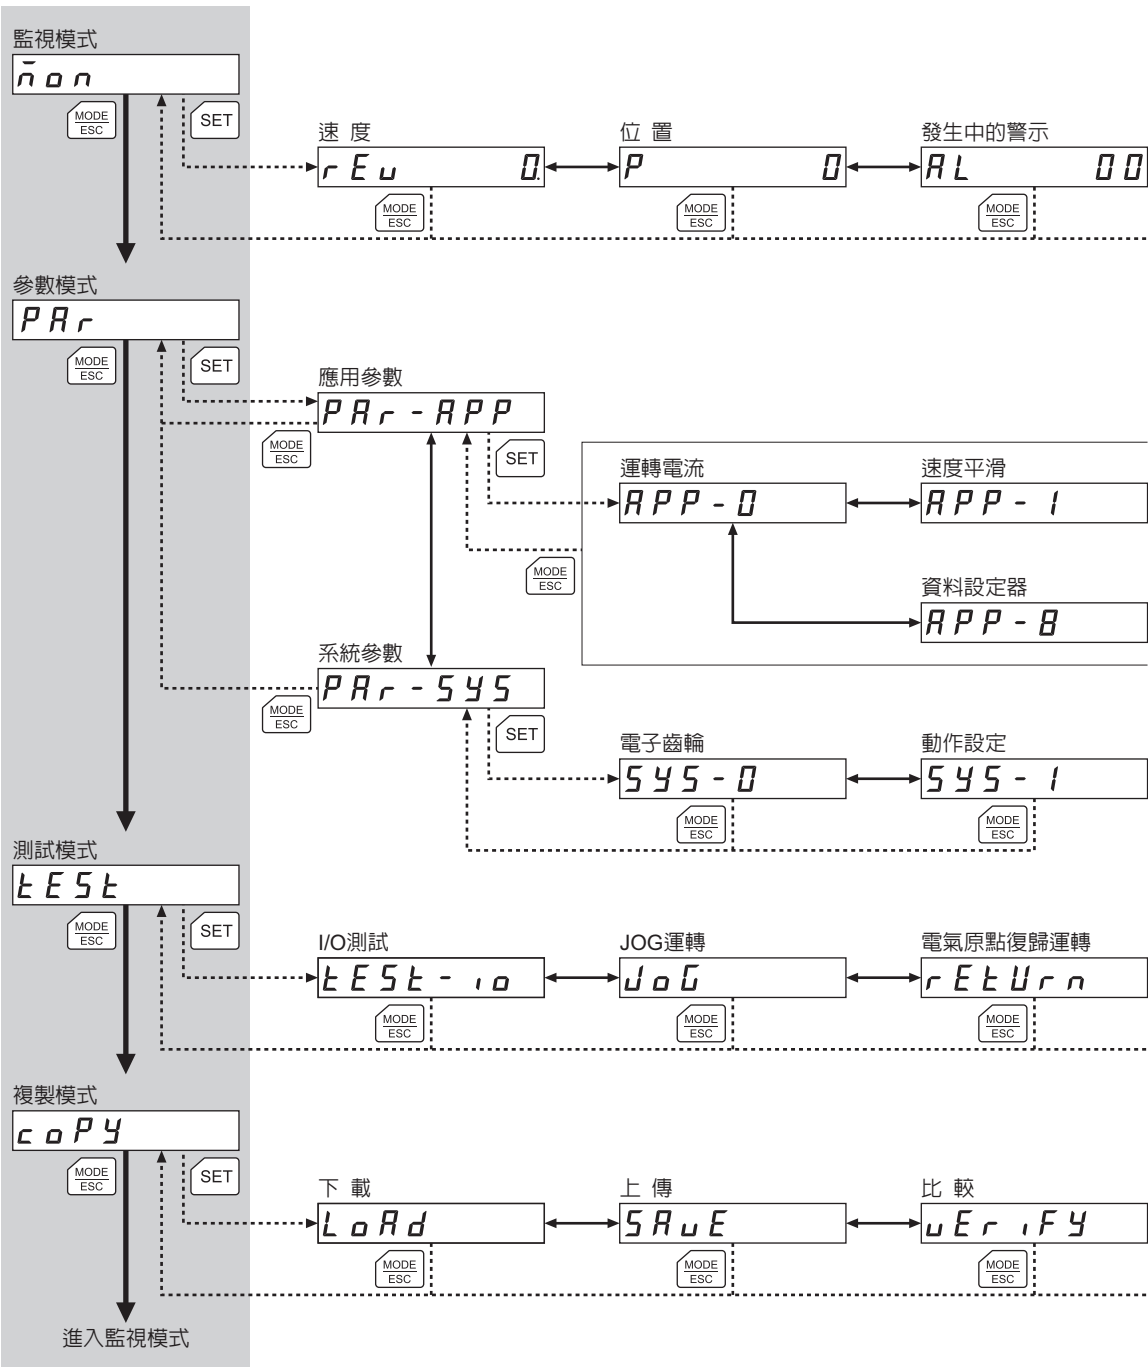 監視模式
mon
MODE
ESC
SET
速 度
rEv 0.
MODE
ESC
位 置
P 0
MODE
ESC
發生中的警示
AL 00
MODE
ESC
參數模式
PAr
MODE
ESC
SET
應用參數
PAr-APP
MODE
ESC
SET
運轉電流
APP-0
速度平滑
APP-1
MODE
ESC
資料設定器
APP-8
系統參數
PAr-SYS
MODE
ESC
SET
電子齒輪
SYS-0
MODE
ESC
動作設定
SYS-1
MODE
ESC
測試模式
tESt
MODE
ESC
SET
I/O測試
tESt-io
MODE
ESC
JOG運轉
JoG
MODE
ESC
電氣原點復歸運轉
rEtUrn
MODE
ESC
複製模式
coPY
MODE
ESC
SET
下 載
LoAd
MODE
ESC
上 傳
SAvE
MODE
ESC
比 較
vEriFY
MODE
ESC
進入監視模式